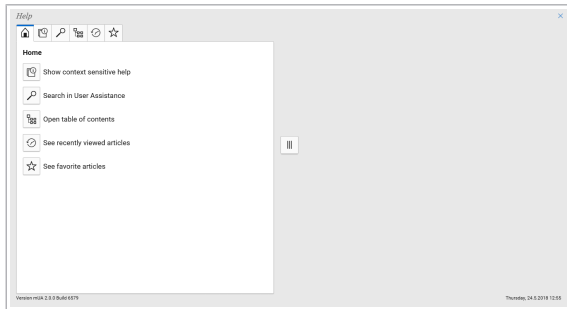 Help
Home
Show context sensitive help
Search in User Assistance
Open table of contents
See recently viewed articles
See favorite articles
Version mUA 2.0.0 Build 6579
Thursday, 24.5.2018 12:55